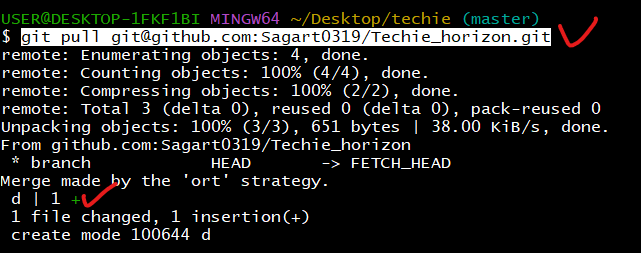 USER@DESKTOP-1FKF1BI MINGW64 ~/Desktop/techie (master)
$ git pull git@github.com:Sagart0319/Techie_horizon.git
remote: Enumerating objects: 4, done.
remote: Counting objects: 100% (4/4), done.
remote: Compressing objects: 100% (2/2), done.
remote: Total 3 (delta 0), reused 0 (delta 0), pack-reused 0
Unpacking objects: 100% (3/3), 651 bytes | 38.00 KiB/s, done.
From github.com:Sagart0319/Techie_horizon
 * branch            HEAD       -> FETCH_HEAD
Merge made by the 'ort' strategy.
 d | 1 +
 1 file changed, 1 insertion(+)
 create mode 100644 d